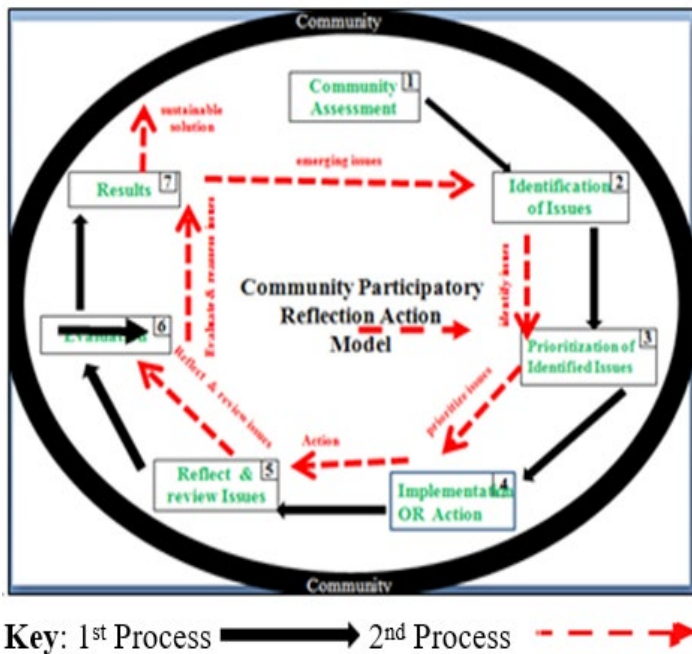 Community
1
Community
Assessment
sustainable
solution
emerging issues
7
Results
2
Identification
of Issues
Evaluate & reassess issues
identify issues
Community Participatory
Reflection Action
Model
6
Evaluation
3
Prioritization of
Identified Issues
Reflect & review issues
prioritize issues
Action
5
Reflect &
review Issues
4
Implementation
OR Action
Community
Key: 1st Process 2nd Process